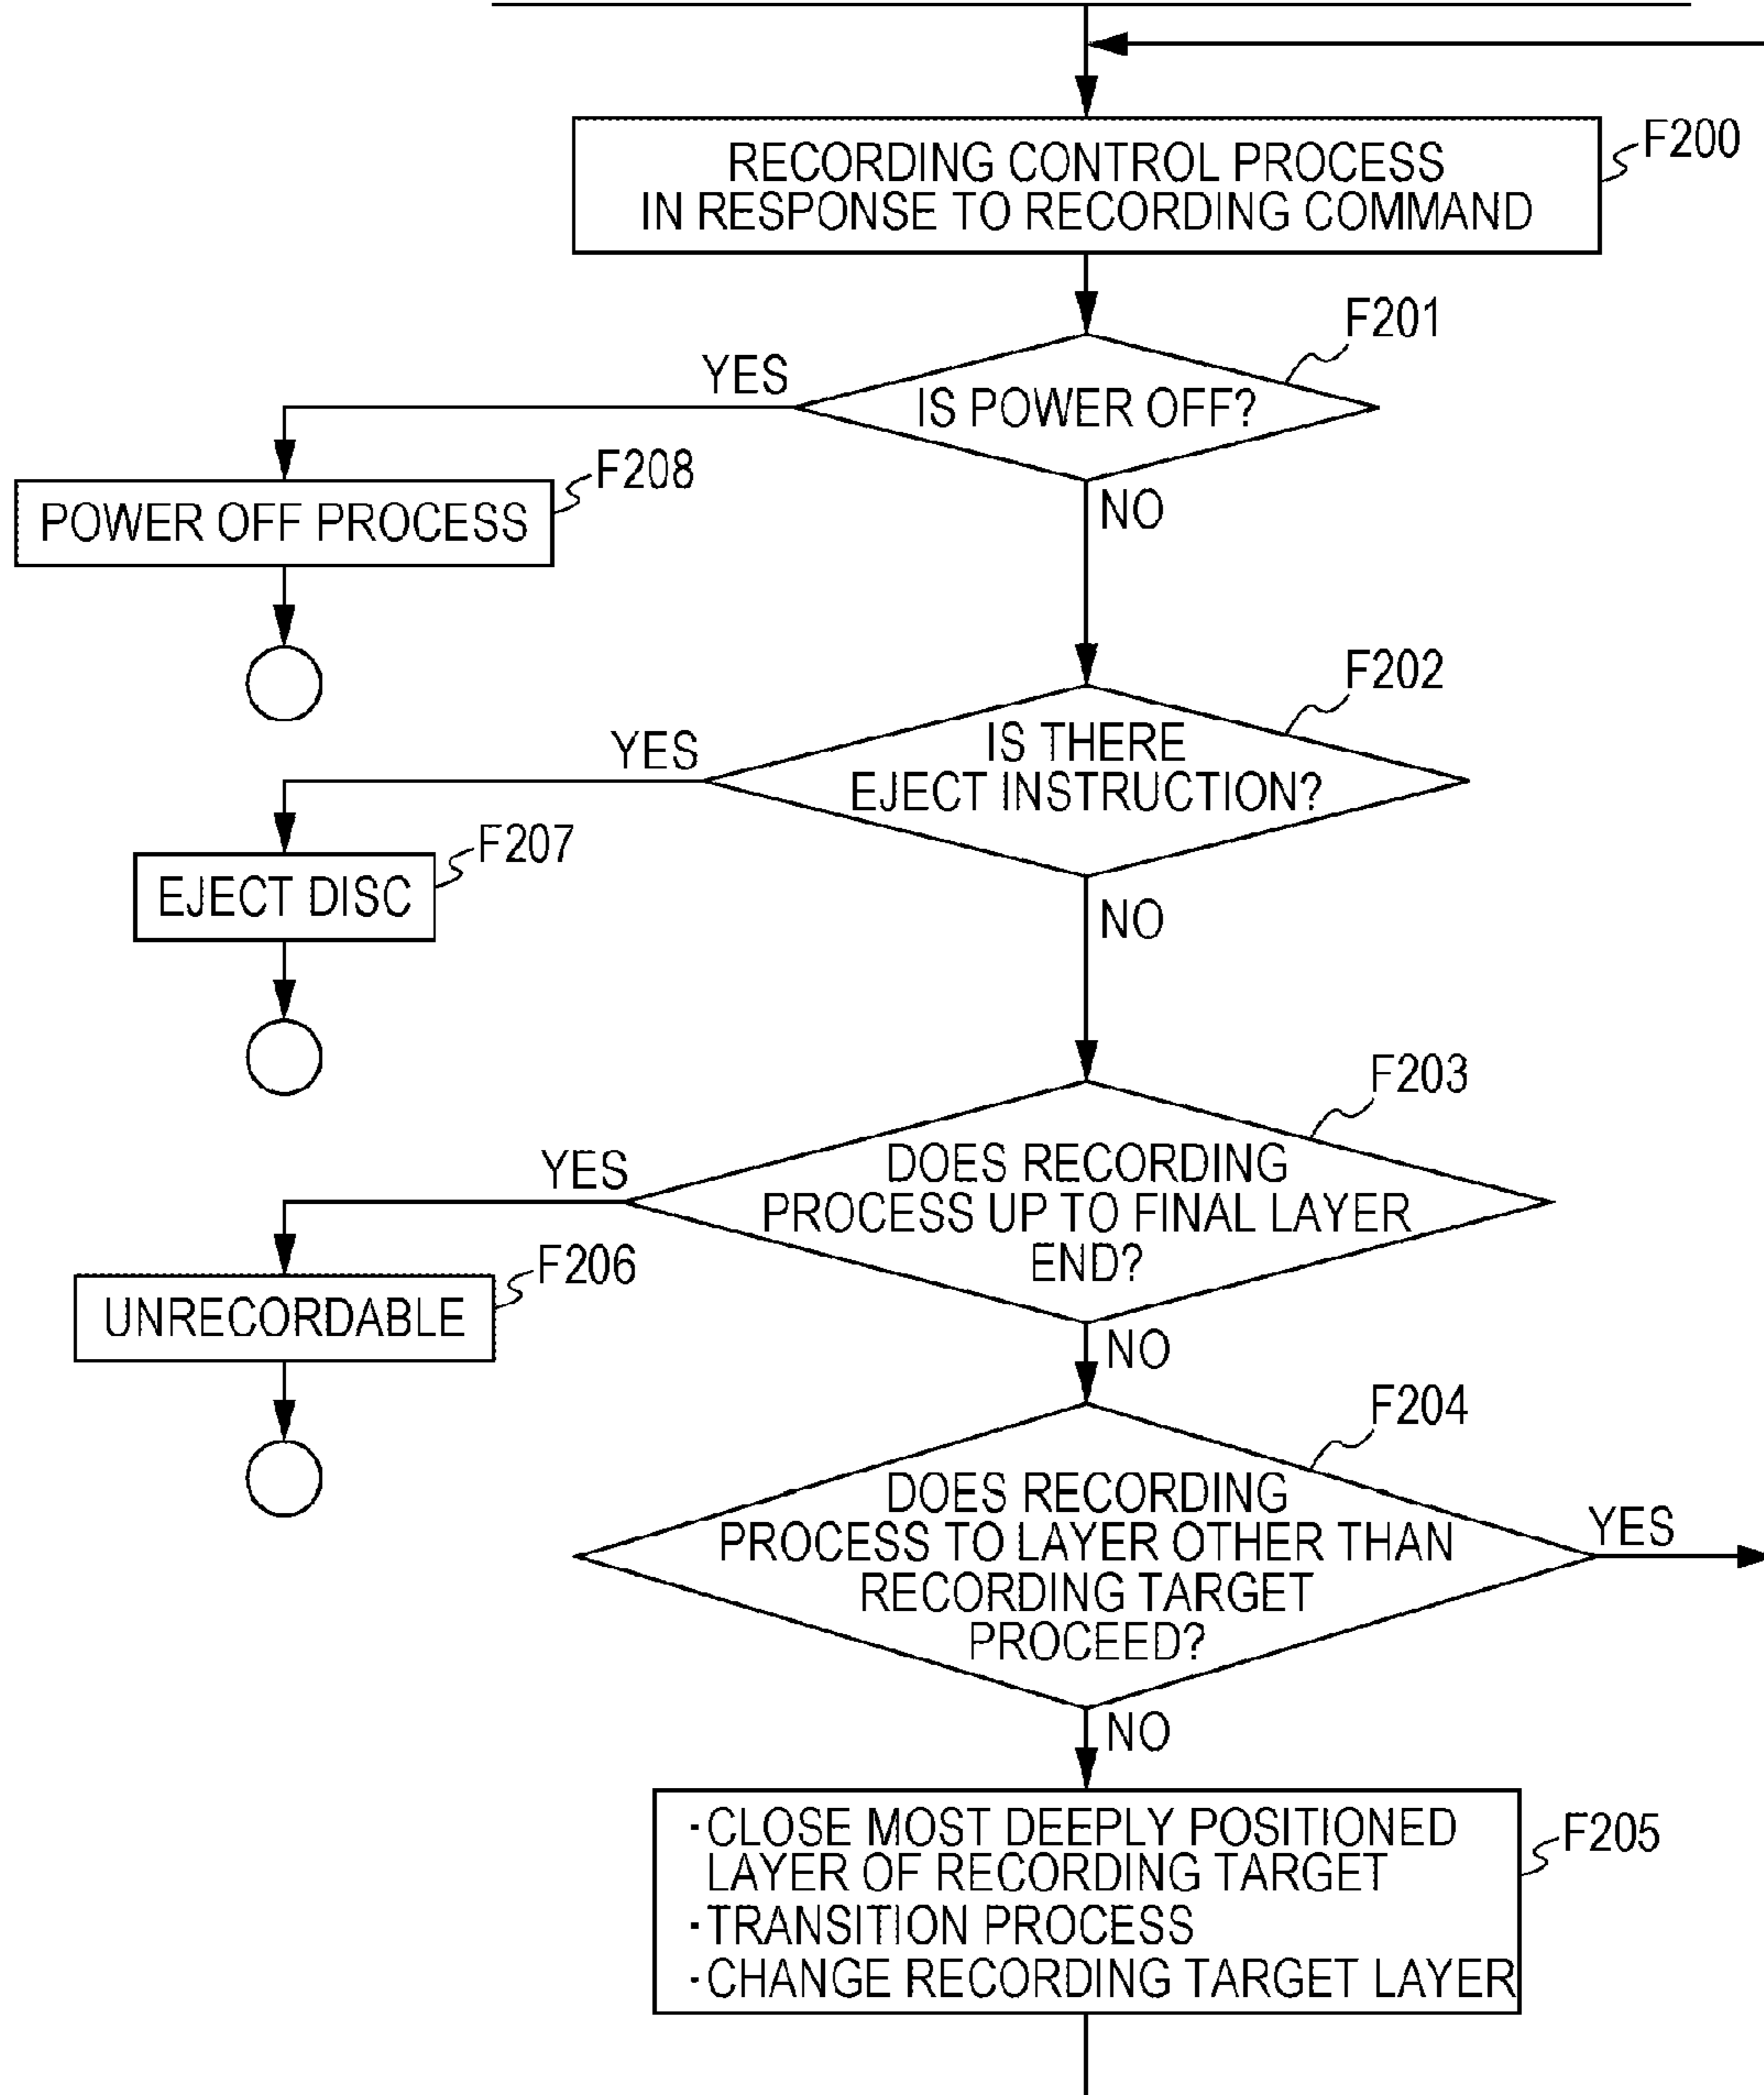 RECORDING CONTROL PROCESS
IN RESPONSE TO RECORDING COMMAND
F200
F201
YES
IS POWER OFF?
F208
POWER OFF PROCESS
NO
F202
YES
IS THERE
EJECT INSTRUCTION?
F207
EJECT DISC
NO
F203
YES
DOES RECORDING
PROCESS UP TO FINAL LAYER
END?
F206
UNRECORDABLE
NO
F204
DOES RECORDING
PROCESS TO LAYER OTHER THAN
RECORDING TARGET
PROCEED?
YES
NO
-CLOSE MOST DEEPLY POSITIONED
LAYER OF RECORDING TARGET
-TRANSITION PROCESS
-CHANGE RECORDING TARGET LAYER
F205